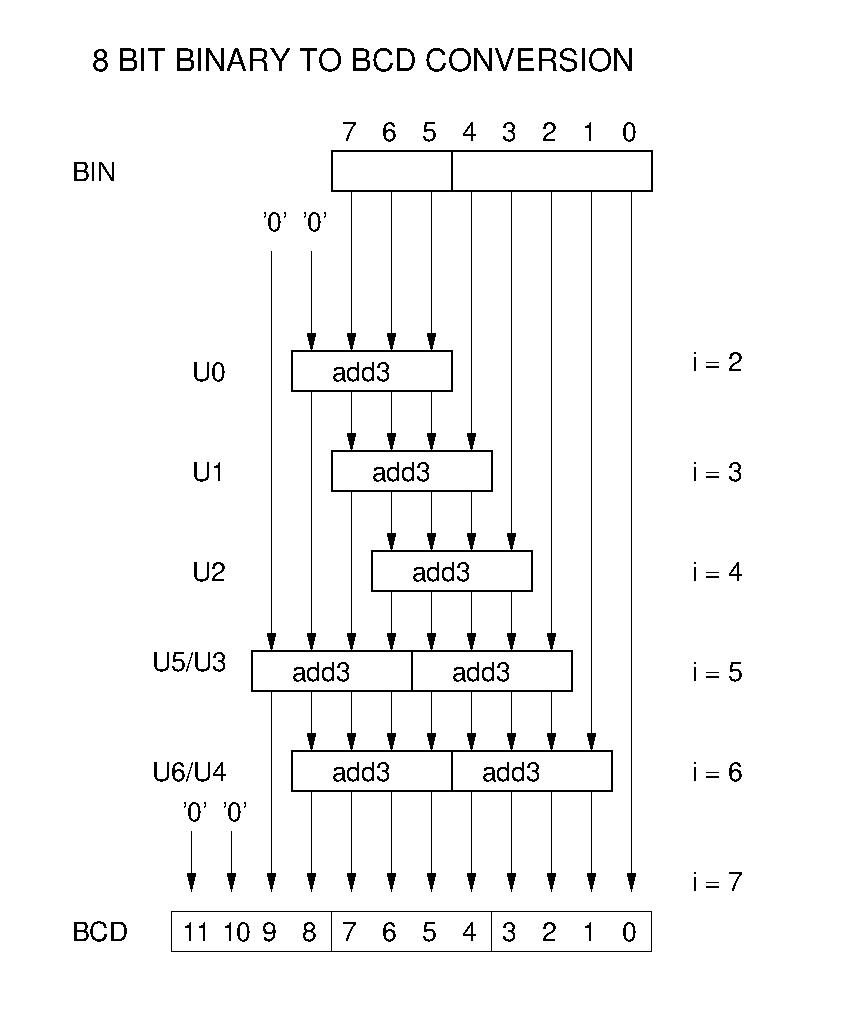 8 BIT BINARY TO BCD CONVERSION
7 6 5 4 3 2 1 0
BIN
'0' '0'
U0 add3 i = 2
U1 add3 i = 3
U2 add3 i = 4
U5/U3 add3 add3 i = 5
U6/U4 add3 add3 i = 6
'0' '0'
i = 7
BCD 11 10 9 8 7 6 5 4 3 2 1 0